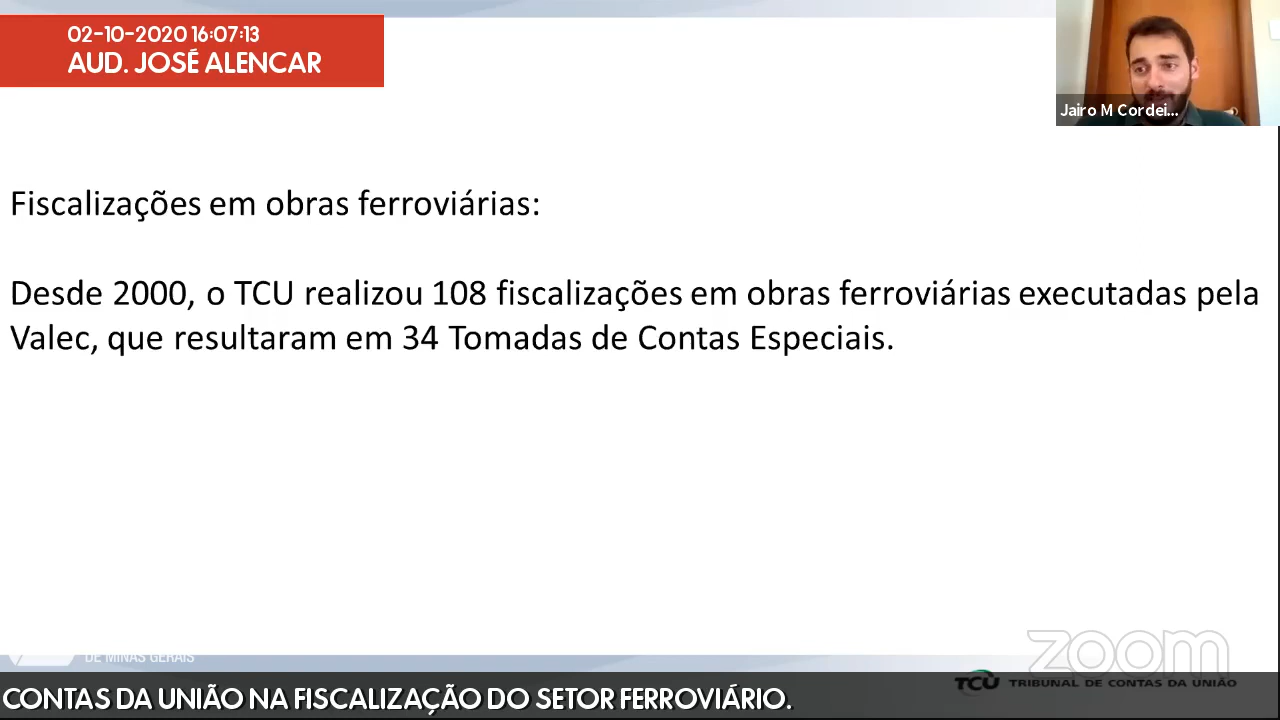 02-10-2020 16:07:13
AUD. JOSÉ ALENCAR
Jairo M Cordei...
Fiscalizações em obras ferroviárias:
Desde 2000, o TCU realizou 108 fiscalizações em obras ferroviárias executadas pela
Valec, que resultaram em 34 Tomadas de Contas Especiais.
DE MINAS GERAIS
zoom
TCU TRIBUNAL DE CONTAS DA UNIÃO
CONTAS DA UNIÃO NA FISCALIZAÇÃO DO SETOR FERROVIÁRIO.